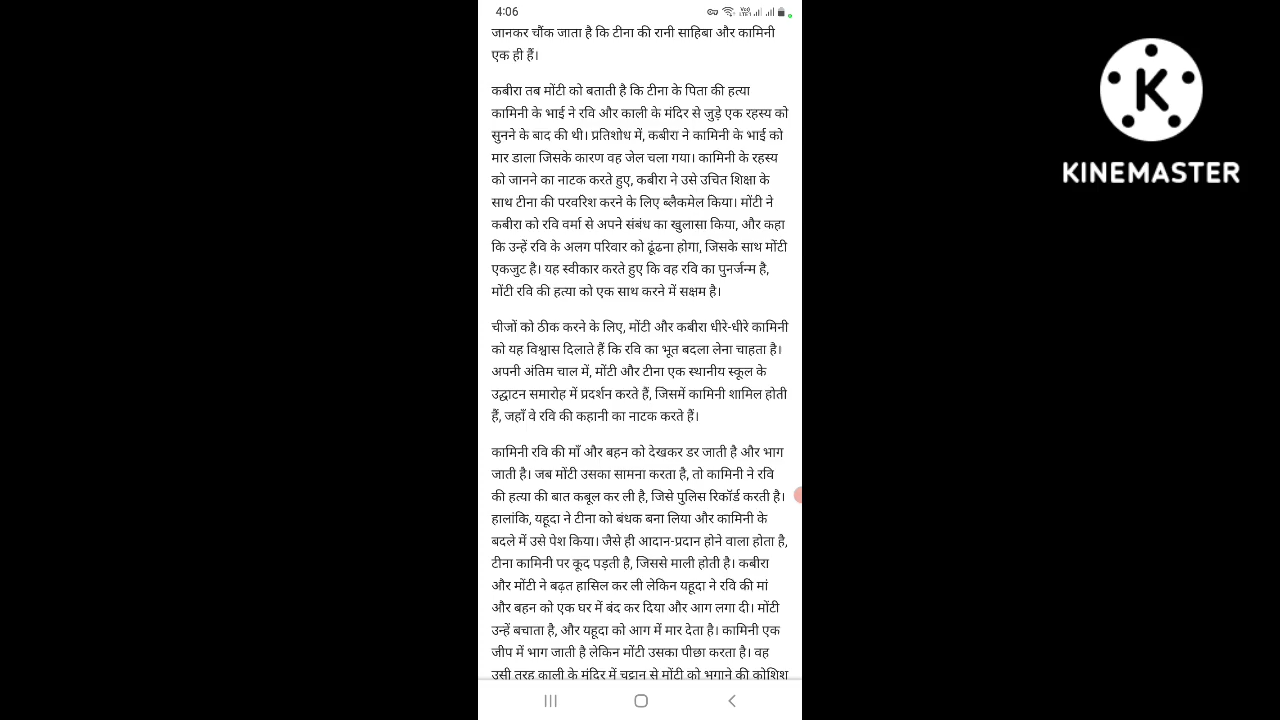 4:06
जानकर चौंक जाता है कि टीना की रानी साहिबा और कामिनी
एक ही हैं।
कबीरा तब मोंटी को बताती है कि टीना के पिता की हत्या
कामिनी के भाई ने रवि और काली के मंदिर से जुड़े एक रहस्य को
सुनने के बाद की थी। प्रतिशोध में, कबीरा ने कामिनी के भाई को
मार डाला जिसके कारण वह जेल चला गया। कामिनी के रहस्य
को जानने का नाटक करते हुए, कबीरा ने उसे उचित शिक्षा के
साथ टीना की परवरिश करने के लिए ब्लैकमेल किया। मोंटी ने
कबीरा को रवि वर्मा से अपने संबंध का खुलासा किया, और कहा
कि उन्हें रवि के अलग परिवार को ढूंढना होगा, जिसके साथ मोंटी
एकजुट है। यह स्वीकार करते हुए कि वह रवि का पुनर्जन्म है,
मोंटी रवि की हत्या को एक साथ करने में सक्षम है।
चीजों को ठीक करने के लिए, मोंटी और कबीरा धीरे-धीरे कामिनी
को यह विश्वास दिलाते हैं कि रवि का भूत बदला लेना चाहता है।
अपनी अंतिम चाल में, मोंटी और टीना एक स्थानीय स्कूल के
उद्घाटन समारोह में प्रदर्शन करते हैं, जिसमें कामिनी शामिल होती
हैं, जहाँ वे रवि की कहानी का नाटक करते हैं।
कामिनी रवि की माँ और बहन को देखकर डर जाती है और भाग
जाती है। जब मोंटी उसका सामना करता है, तो कामिनी ने रवि
की हत्या की बात कबूल कर ली है, जिसे पुलिस रिकॉर्ड करती है।
हालांकि, यहूदा ने टीना को बंधक बना लिया और कामिनी के
बदले में उसे पेश किया। जैसे ही आदान-प्रदान होने वाला होता है,
टीना कामिनी पर कूद पड़ती है, जिससे माली होती है। कबीरा
और मोंटी ने बढ़त हासिल कर ली लेकिन यहूदा ने रवि की मां
और बहन को एक घर में बंद कर दिया और आग लगा दी। मोंटी
उन्हें बचाता है, और यहूदा को आग में मार देता है। कामिनी एक
जीप में भाग जाती है लेकिन मोंटी उसका पीछा करता है। वह
उसी तरह काली के मंदिर में चट्टान से मोंटी को भगाने की कोशिश
K
KINEMASTER